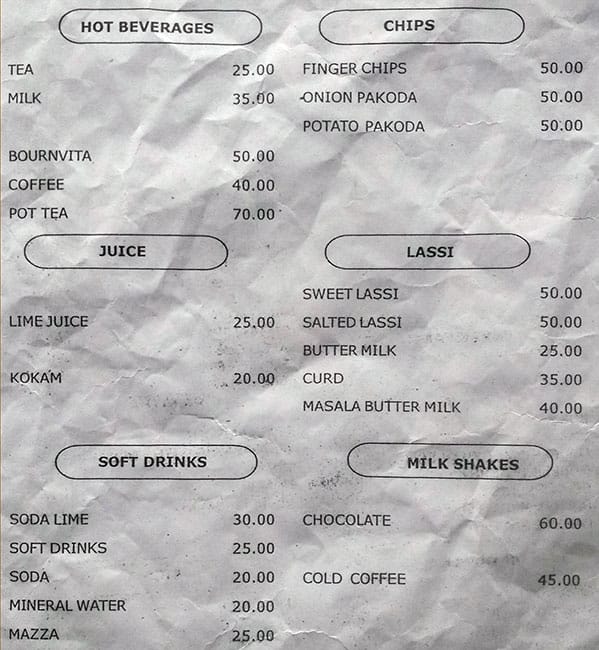 HOT BEVERAGES
TEA 25.00
MILK 35.00
BOURNVITA 50.00
COFFEE 40.00
POT TEA 70.00
JUICE
LIME JUICE 25.00
KOKAM 20.00
SOFT DRINKS
SODA LIME 30.00
SOFT DRINKS 25.00
SODA 20.00
MINERAL WATER 20.00
MAZZA 25.00
CHIPS
FINGER CHIPS 50.00
ONION PAKODA 50.00
POTATO PAKODA 50.00
LASSI
SWEET LASSI 50.00
SALTED LASSI 50.00
BUTTER MILK 25.00
CURD 35.00
MASALA BUTTER MILK 40.00
MILK SHAKES
CHOCOLATE 60.00
COLD COFFEE 45.00